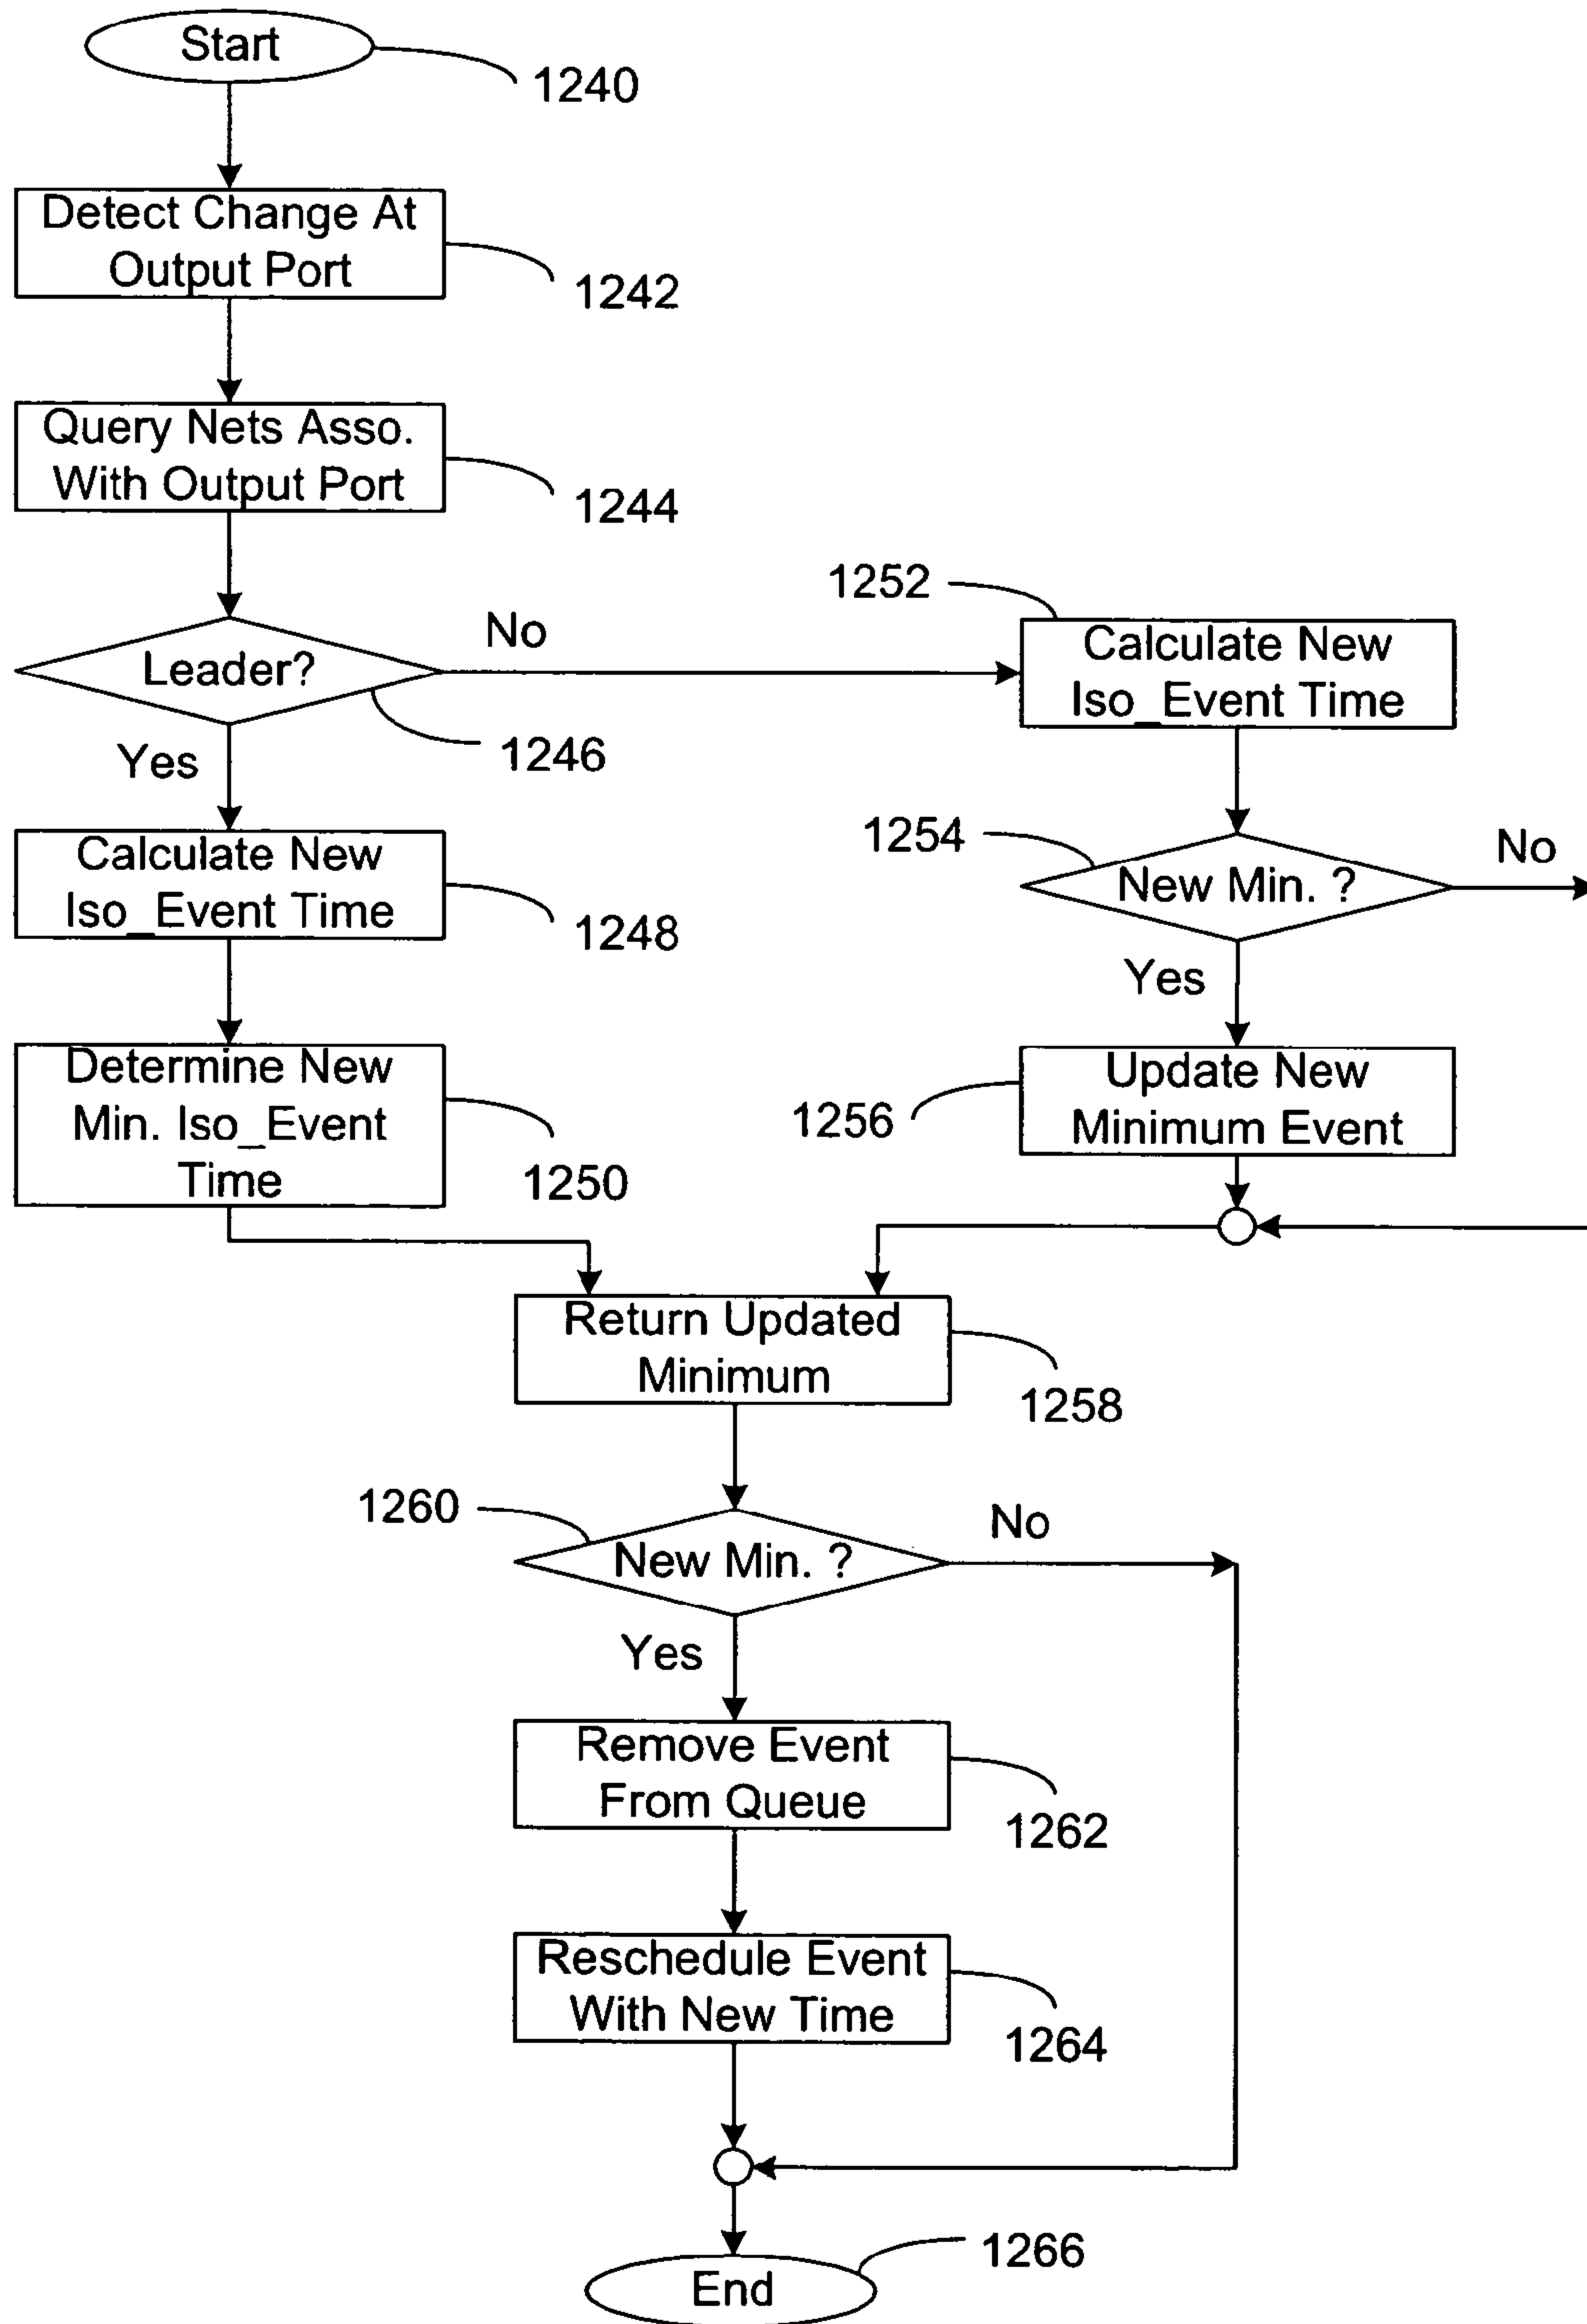 Start
1240
Detect Change At
Output Port
1242
Query Nets Asso.
With Output Port
1244
Leader?
No
1246
Yes
1252
Calculate New
Iso_Event Time
Calculate New
Iso_Event Time
1248
1254
New Min. ?
No
Yes
Determine New
Min. Iso_Event
Time
1250
Update New
Minimum Event
1256
Return Updated
Minimum
1258
1260
New Min. ?
No
Yes
Remove Event
From Queue
1262
Reschedule Event
With New Time
1264
End
1266